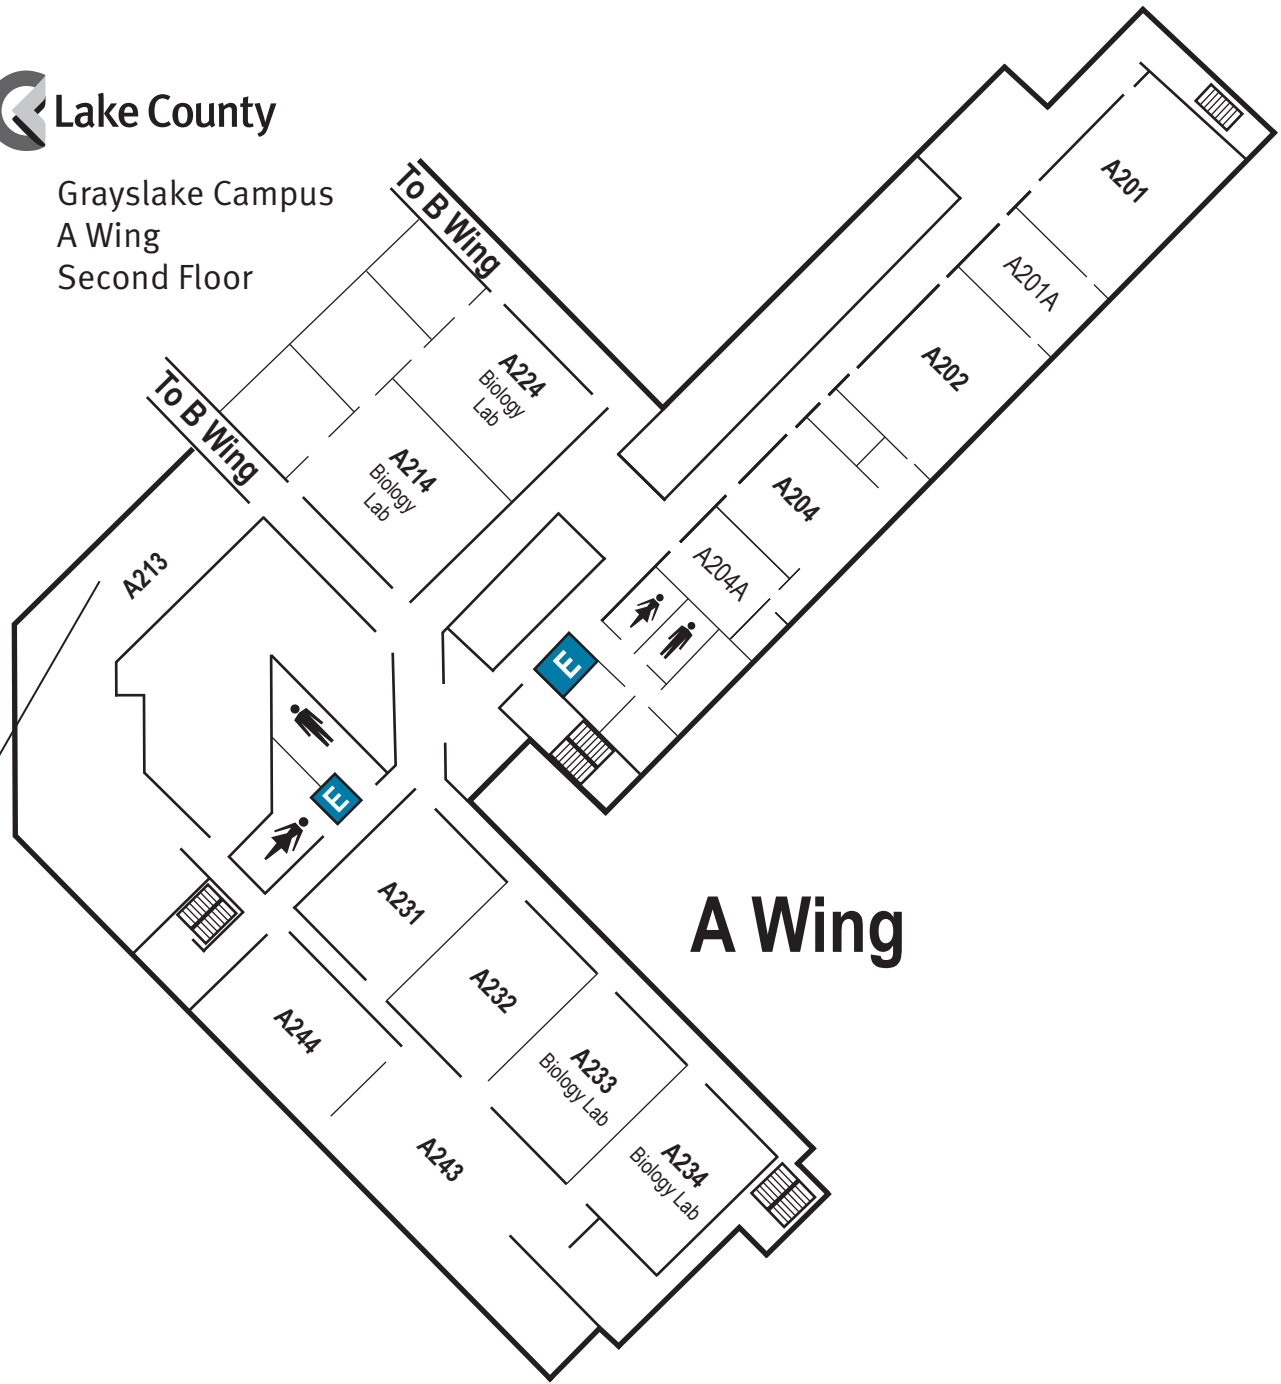 Lake County
Grayslake Campus
A Wing
Second Floor
To B Wing
To B Wing
A201
A201A
A202
A204
A204A
A224
Biology
Lab
A214
Biology
Lab
A213
E
E
A231
A232
A233
Biology Lab
A234
Biology Lab
A244
A243
A Wing